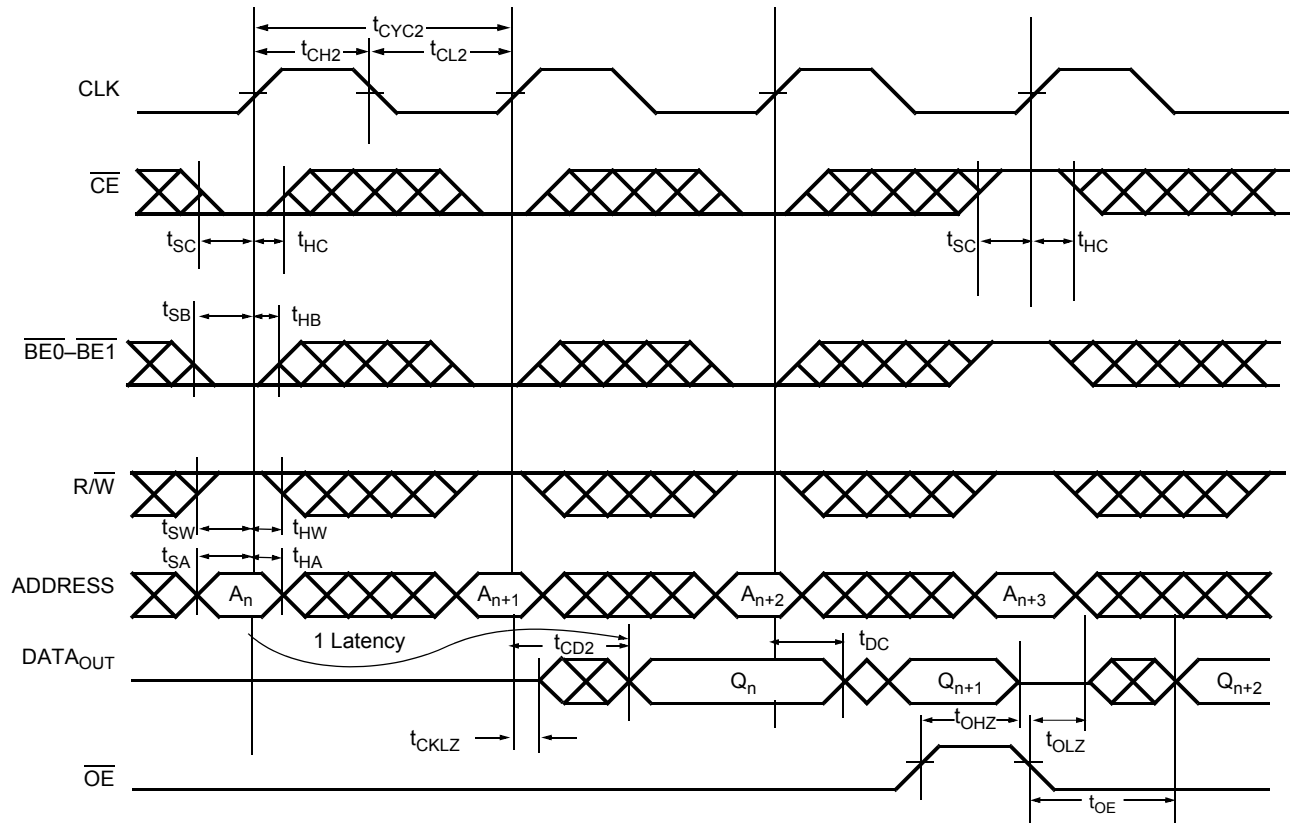 tCYC2
tCH2
tCL2
CLK
CE
tSC
tHC
tSC
tHC
tSB
tHB
BE0–BE1
R/W
tSW
tHW
tSA
tHA
ADDRESS
An
An+1
An+2
An+3
1 Latency
tCD2
tDC
DATAOUT
Qn
Qn+1
Qn+2
tOHZ
tCKLZ
tOLZ
OE
tOE